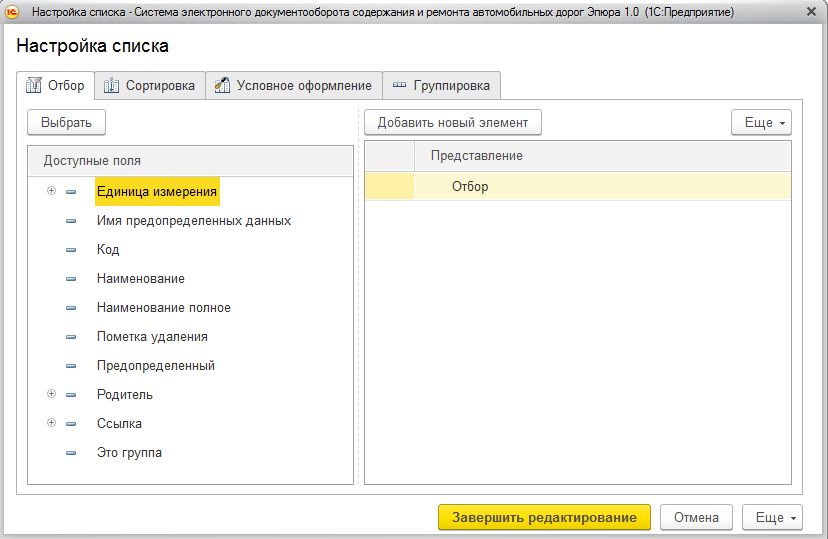 Настройка списка - Система электронного документооборота содержания и ремонта автомобильных дорог Эпюра 1.0 (1С:Предприятие)
Настройка списка
Отбор
Сортировка
Условное оформление
Группировка
Выбрать
Добавить новый элемент
Еще
Доступные поля
Представление
Единица измерения
Отбор
Имя предопределенных данных
Код
Наименование
Наименование полное
Пометка удаления
Предопределенный
Родитель
Ссылка
Это группа
Завершить редактирование
Отмена
Еще